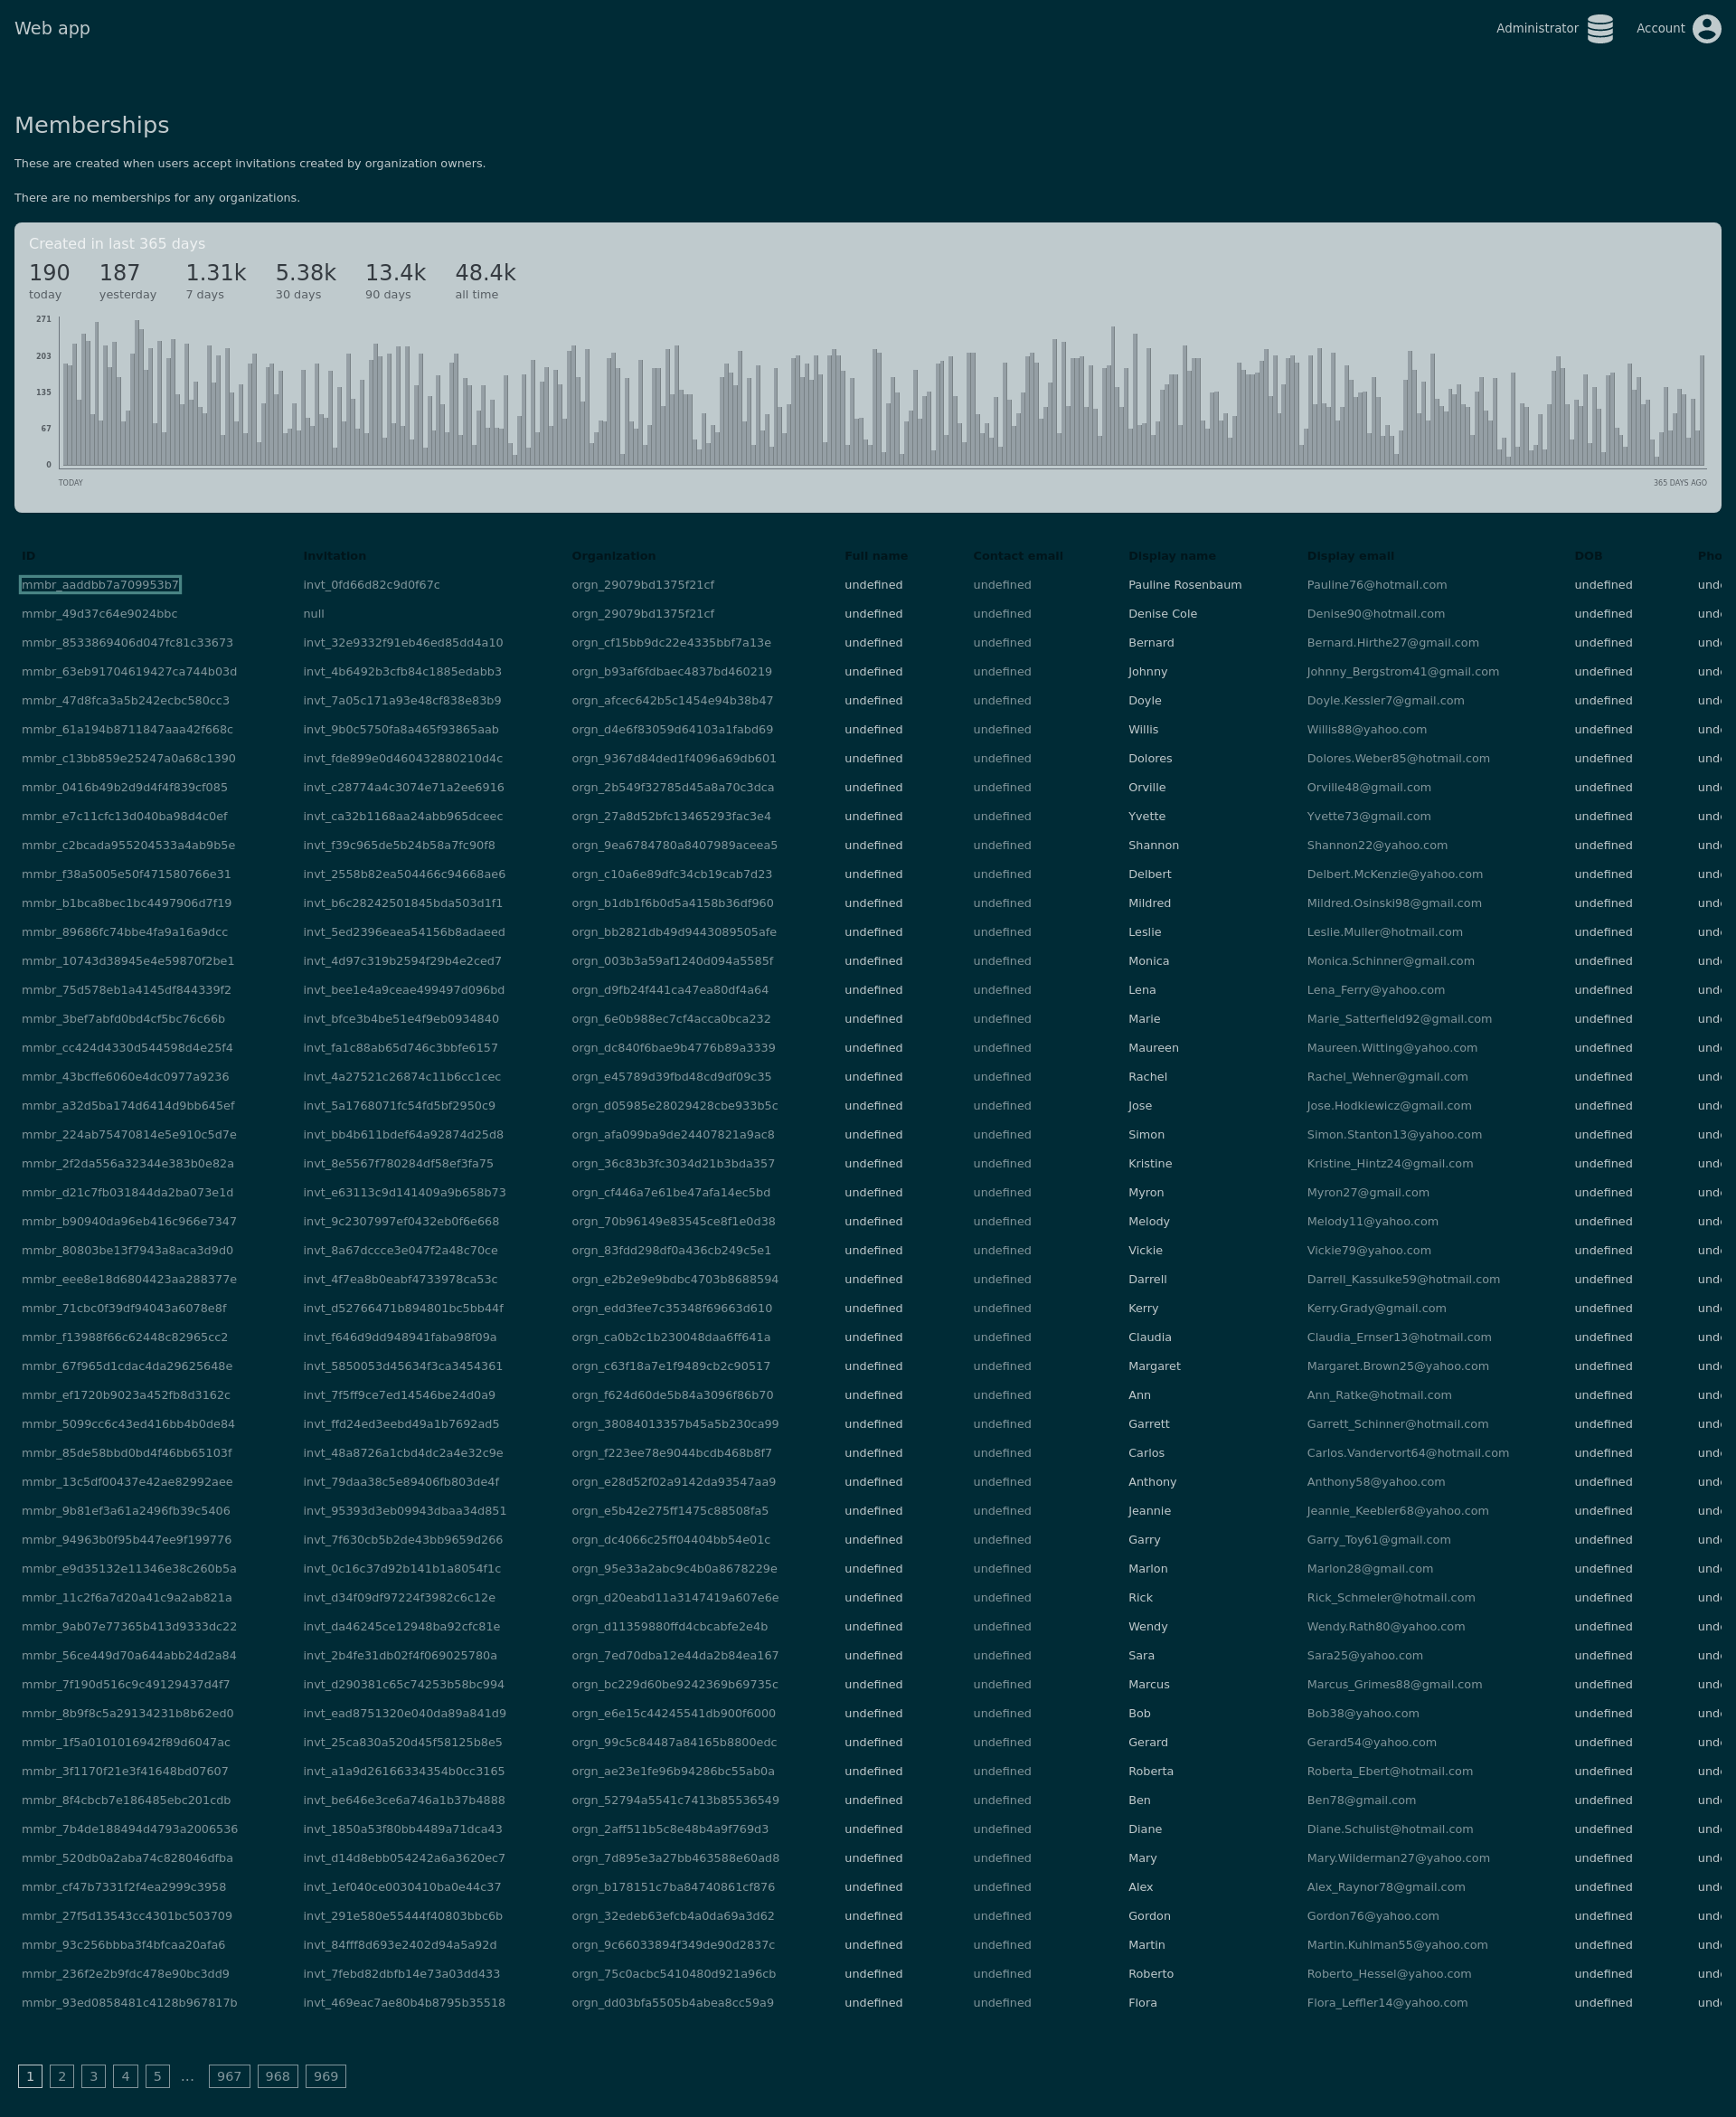 Web app
Administrator
Account
Memberships
These are created when users accept invitations created by organization owners.
There are no memberships for any organizations.
Created in last 365 days
190 187 1.31k 5.38k 13.4k 48.4k
today yesterday 7 days 30 days 90 days all time
271
203
135
67
0
TODAY 365 DAYS AGO
ID Invitation Organization Full name Contact email Display name Display email DOB Pho
mmbr_aaddbb7a709953b7 invt_0fd66d82c9d0f67c orgn_29079bd1375f21cf undefined undefined Pauline Rosenbaum Pauline76@hotmail.com undefined und
mmbr_49d37c64e9024bbc null orgn_29079bd1375f21cf undefined undefined Denise Cole Denise90@hotmail.com undefined und
mmbr_8533869406d047fc81c33673 invt_32e9332f91eb46ed85dd4a10 orgn_cf15bb9dc22e4335bbf7a13e undefined undefined Bernard Bernard.Hirthe27@gmail.com undefined und
mmbr_63eb91704619427ca744b03d invt_4b6492b3cfb84c1885edabb3 orgn_b93af6fdbaec4837bd460219 undefined undefined Johnny Johnny_Bergstrom41@gmail.com undefined und
mmbr_47d8fca3a5b242ecbc580cc3 invt_7a05c171a93e48cf838e83b9 orgn_afcec642b5c1454e94b38b47 undefined undefined Doyle Doyle.Kessler7@gmail.com undefined und
mmbr_61a194b8711847aaa42f668c invt_9b0c5750fa8a465f93865aab orgn_d4e6f83059d64103a1fabd69 undefined undefined Willis Willis88@yahoo.com undefined und
mmbr_c13bb859e25247a0a68c1390 invt_fde899e0d460432880210d4c orgn_9367d84ded1f4096a69db601 undefined undefined Dolores Dolores.Weber85@hotmail.com undefined und
mmbr_0416b49b2d9d4f4f839cf085 invt_c28774a4c3074e71a2ee6916 orgn_2b549f32785d45a8a70c3dca undefined undefined Orville Orville48@gmail.com undefined und
mmbr_e7c11cfc13d040ba98d4c0ef invt_ca32b1168aa24abb965dceec orgn_27a8d52bfc13465293fac3e4 undefined undefined Yvette Yvette73@gmail.com undefined und
mmbr_c2bcada955204533a4ab9b5e invt_f39c965de5b24b58a7fc90f8 orgn_9ea6784780a8407989aceea5 undefined undefined Shannon Shannon22@yahoo.com undefined und
mmbr_f38a5005e50f471580766e31 invt_2558b82ea504466c94668ae6 orgn_c10a6e89dfc34cb19cab7d23 undefined undefined Delbert Delbert.McKenzie@yahoo.com undefined und
mmbr_b1bca8bec1bc4497906d7f19 invt_b6c28242501845bda503d1f1 orgn_b1db1f6b0d5a4158b36df960 undefined undefined Mildred Mildred.Osinski98@gmail.com undefined und
mmbr_89686fc74bbe4fa9a16a9dcc invt_5ed2396eaea54156b8adaeed orgn_bb2821db49d9443089505afe undefined undefined Leslie Leslie.Muller@hotmail.com undefined und
mmbr_10743d38945e4e59870f2be1 invt_4d97c319b2594f29b4e2ced7 orgn_003b3a59af1240d094a5585f undefined undefined Monica Monica.Schinner@gmail.com undefined und
mmbr_75d578eb1a4145df844339f2 invt_bee1e4a9ceae499497d096bd orgn_d9fb24f441ca47ea80df4a64 undefined undefined Lena Lena_Ferry@yahoo.com undefined und
mmbr_3bef7abfd0bd4cf5bc76c66b invt_bfce3b4be51e4f9eb0934840 orgn_6e0b988ec7cf4acca0bca232 undefined undefined Marie Marie_Satterfield92@gmail.com undefined und
mmbr_cc424d4330d544598d4e25f4 invt_fa1c88ab65d746c3bbfe6157 orgn_dc840f6bae9b4776b89a3339 undefined undefined Maureen Maureen.Witting@yahoo.com undefined und
mmbr_43bcffe6060e4dc0977a9236 invt_4a27521c26874c11b6cc1cec orgn_e45789d39fbd48cd9df09c35 undefined undefined Rachel Rachel_Wehner@gmail.com undefined und
mmbr_a32d5ba174d6414d9bb645ef invt_5a1768071fc54fd5bf2950c9 orgn_d05985e28029428cbe933b5c undefined undefined Jose Jose.Hodkiewicz@gmail.com undefined und
mmbr_224ab75470814e5e910c5d7e invt_bb4b611bdef64a92874d25d8 orgn_afa099ba9de24407821a9ac8 undefined undefined Simon Simon.Stanton13@yahoo.com undefined und
mmbr_2f2da556a32344e383b0e82a invt_8e5567f780284df58ef3fa75 orgn_36c83b3fc3034d21b3bda357 undefined undefined Kristine Kristine_Hintz24@gmail.com undefined und
mmbr_d21c7fb031844da2ba073e1d invt_e63113c9d141409a9b658b73 orgn_cf446a7e61be47afa14ec5bd undefined undefined Myron Myron27@gmail.com undefined und
mmbr_b90940da96eb416c966e7347 invt_9c2307997ef0432eb0f6e668 orgn_70b96149e83545ce8f1e0d38 undefined undefined Melody Melody11@yahoo.com undefined und
mmbr_80803be13f7943a8aca3d9d0 invt_8a67dccce3e047f2a48c70ce orgn_83fdd298df0a436cb249c5e1 undefined undefined Vickie Vickie79@yahoo.com undefined und
mmbr_eee8e18d6804423aa288377e invt_4f7ea8b0eabf4733978ca53c orgn_e2b2e9e9bdbc4703b8688594 undefined undefined Darrell Darrell_Kassulke59@hotmail.com undefined und
mmbr_71cbc0f39df94043a6078e8f invt_d52766471b894801bc5bb44f orgn_edd3fee7c35348f69663d610 undefined undefined Kerry Kerry.Grady@gmail.com undefined und
mmbr_f13988f66c62448c82965cc2 invt_f646d9dd948941faba98f09a orgn_ca0b2c1b230048daa6ff641a undefined undefined Claudia Claudia_Ernser13@hotmail.com undefined und
mmbr_67f965d1cdac4da29625648e invt_5850053d45634f3ca3454361 orgn_c63f18a7e1f9489cb2c90517 undefined undefined Margaret Margaret.Brown25@yahoo.com undefined und
mmbr_ef1720b9023a452fb8d3162c invt_7f5ff9ce7ed14546be24d0a9 orgn_f624d60de5b84a3096f86b70 undefined undefined Ann Ann_Ratke@hotmail.com undefined und
mmbr_5099cc6c43ed416bb4b0de84 invt_ffd24ed3eebd49a1b7692ad5 orgn_38084013357b45a5b230ca99 undefined undefined Garrett Garrett_Schinner@hotmail.com undefined und
mmbr_85de58bbd0bd4f46bb65103f invt_48a8726a1cbd4dc2a4e32c9e orgn_f223ee78e9044bcdb468b8f7 undefined undefined Carlos Carlos.Vandervort64@hotmail.com undefined und
mmbr_13c5df00437e42ae82992aee invt_79daa38c5e89406fb803de4f orgn_e28d52f02a9142da93547aa9 undefined undefined Anthony Anthony58@yahoo.com undefined und
mmbr_9b81ef3a61a2496fb39c5406 invt_95393d3eb09943dbaa34d851 orgn_e5b42e275ff1475c88508fa5 undefined undefined Jeannie Jeannie_Keebler68@yahoo.com undefined und
mmbr_94963b0f95b447ee9f199776 invt_7f630cb5b2de43bb9659d266 orgn_dc4066c25ff04404bb54e01c undefined undefined Garry Garry_Toy61@gmail.com undefined und
mmbr_e9d35132e11346e38c260b5a invt_0c16c37d92b141b1a8054f1c orgn_95e33a2abc9c4b0a8678229e undefined undefined Marlon Marlon28@gmail.com undefined und
mmbr_11c2f6a7d20a41c9a2ab821a invt_d34f09df97224f3982c6c12e orgn_d20eabd11a3147419a607e6e undefined undefined Rick Rick_Schmeler@hotmail.com undefined und
mmbr_9ab07e77365b413d9333dc22 invt_da46245ce12948ba92cfc81e orgn_d11359880ffd4cbcabfe2e4b undefined undefined Wendy Wendy.Rath80@yahoo.com undefined und
mmbr_56ce449d70a644abb24d2a84 invt_2b4fe31db02f4f069025780a orgn_7ed70dba12e44da2b84ea167 undefined undefined Sara Sara25@yahoo.com undefined und
mmbr_7f190d516c9c49129437d4f7 invt_d290381c65c74253b58bc994 orgn_bc229d60be9242369b69735c undefined undefined Marcus Marcus_Grimes88@gmail.com undefined und
mmbr_8b9f8c5a29134231b8b62ed0 invt_ead8751320e040da89a841d9 orgn_e6e15c44245541db900f6000 undefined undefined Bob Bob38@yahoo.com undefined und
mmbr_1f5a0101016942f89d6047ac invt_25ca830a520d45f58125b8e5 orgn_99c5c84487a84165b8800edc undefined undefined Gerard Gerard54@yahoo.com undefined und
mmbr_3f1170f21e3f41648bd07607 invt_a1a9d26166334354b0cc3165 orgn_ae23e1fe96b94286bc55ab0a undefined undefined Roberta Roberta_Ebert@hotmail.com undefined und
mmbr_8f4cbcb7e186485ebc201cdb invt_be646e3ce6a746a1b37b4888 orgn_52794a5541c7413b85536549 undefined undefined Ben Ben78@gmail.com undefined und
mmbr_7b4de188494d4793a2006536 invt_1850a53f80bb4489a71dca43 orgn_2aff511b5c8e48b4a9f769d3 undefined undefined Diane Diane.Schulist@hotmail.com undefined und
mmbr_520db0a2aba74c828046dfba invt_d14d8ebb054242a6a3620ec7 orgn_7d895e3a27bb463588e60ad8 undefined undefined Mary Mary.Wilderman27@yahoo.com undefined und
mmbr_cf47b7331f2f4ea2999c3958 invt_1ef040ce0030410ba0e44c37 orgn_b178151c7ba84740861cf876 undefined undefined Alex Alex_Raynor78@gmail.com undefined und
mmbr_27f5d13543cc4301bc503709 invt_291e580e55444f40803bbc6b orgn_32edeb63efcb4a0da69a3d62 undefined undefined Gordon Gordon76@yahoo.com undefined und
mmbr_93c256bbba3f4bfcaa20afa6 invt_84fff8d693e2402d94a5a92d orgn_9c66033894f349de90d2837c undefined undefined Martin Martin.Kuhlman55@yahoo.com undefined und
mmbr_236f2e2b9fdc478e90bc3dd9 invt_7febd82dbfb14e73a03dd433 orgn_75c0acbc5410480d921a96cb undefined undefined Roberto Roberto_Hessel@yahoo.com undefined und
mmbr_93ed0858481c4128b967817b invt_469eac7ae80b4b8795b35518 orgn_dd03bfa5505b4abea8cc59a9 undefined undefined Flora Flora_Leffler14@yahoo.com undefined und
1 2 3 4 5 ... 967 968 969